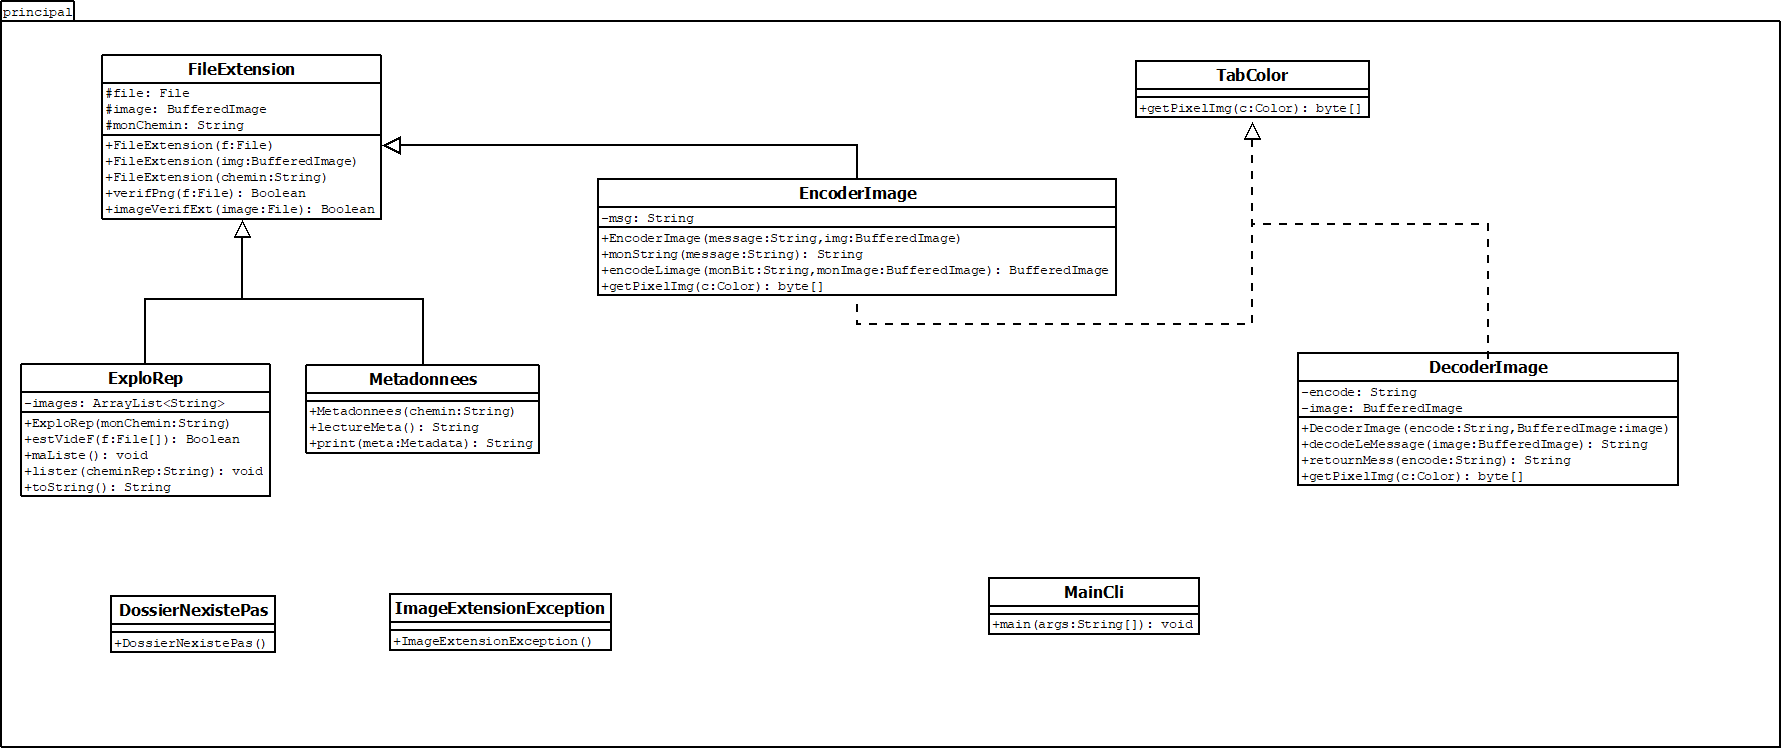 principal
FileExtension
#file: File
#image: BufferedImage
#monChemin: String
+FileExtension(f:File)
+FileExtension(img:BufferedImage)
+FileExtension(chemin:String)
+verifPng(f:File): Boolean
+imageVerifExt(image:File): Boolean
TabColor
+getPixelImg(c:Color): byte[]
EncoderImage
-msg: String
+EncoderImage(message:String,img:BufferedImage)
+monString(message:String): String
+encodeLimage(monBit:String,monImage:BufferedImage): BufferedImage
+getPixelImg(c:Color): byte[]
ExploRep
-images: ArrayList<String>
+ExploRep(monChemin:String)
+estVideF(f:File[]): Boolean
+maListe(): void
+lister(cheminRep:String): void
+toString(): String
Metadonnees
+Metadonnees(chemin:String)
+lectureMeta(): String
+print(meta:Metadata): String
DecoderImage
-encode: String
-image: BufferedImage
+DecoderImage(encode:String,BufferedImage:image)
+decodeLeMessage(image:BufferedImage): String
+retournMess(encode:String): String
+getPixelImg(c:Color): byte[]
DossierNexistePas
+DossierNexistePas()
ImageExtensionException
+ImageExtensionException()
MainCli
+main(args:String[]): void